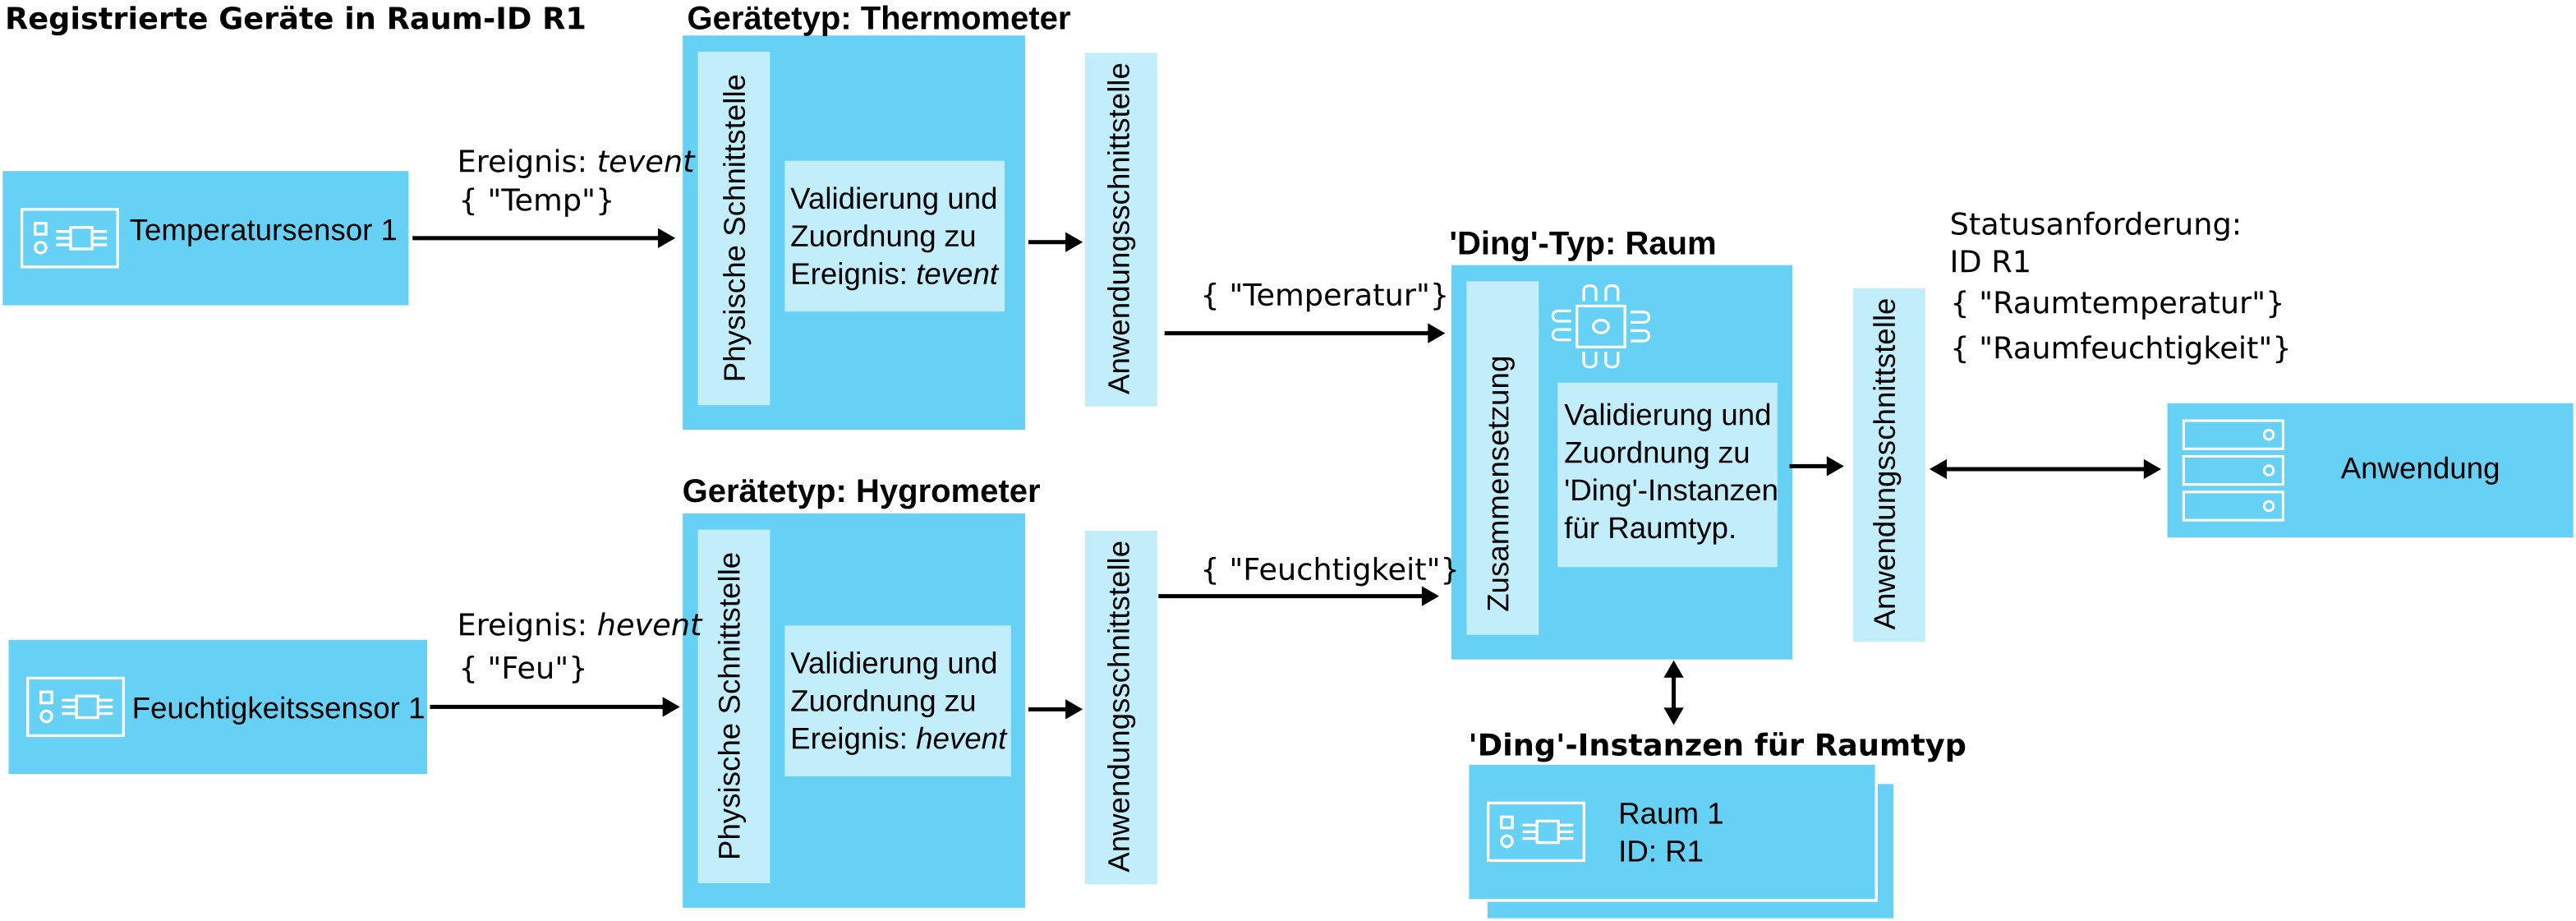 Registrierte Geräte in Raum-ID R1
Gerätetyp: Thermometer
Temperatursensor 1
Ereignis: tevent
{ "Temp"}
Physische Schnittstelle
Validierung und
Zuordnung zu
Ereignis: tevent
Anwendungsschnittstelle
{ "Temperatur"}
Gerätetyp: Hygrometer
Feuchtigkeitssensor 1
Ereignis: hevent
{ "Feu"}
Physische Schnittstelle
Validierung und
Zuordnung zu
Ereignis: hevent
Anwendungsschnittstelle
{ "Feuchtigkeit"}
'Ding'-Typ: Raum
Zusammensetzung
Validierung und
Zuordnung zu
'Ding'-Instanzen
für Raumtyp.
Anwendungsschnittstelle
Statusanforderung:
ID R1
{ "Raumtemperatur"}
{ "Raumfeuchtigkeit"}
Anwendung
'Ding'-Instanzen für Raumtyp
Raum 1
ID: R1